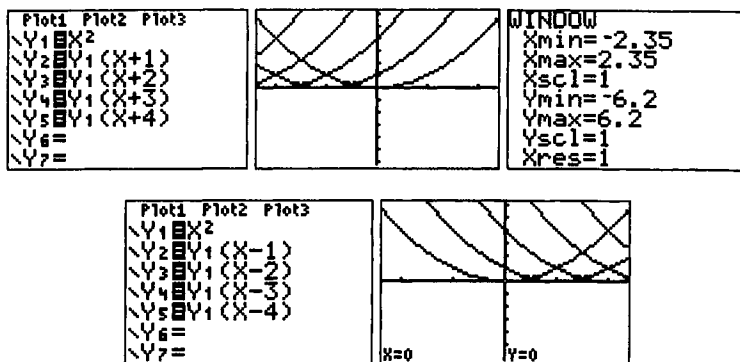 Plot1 Plot2 Plot3
\Y1=X²
\Y2=Y1(X+1)
\Y3=Y1(X+2)
\Y4=Y1(X+3)
\Y5=Y1(X+4)
\Y6=
\Y7=
WINDOW
Xmin=-2.35
Xmax=2.35
Xscl=1
Ymin=-6.2
Ymax=6.2
Yscl=1
Xres=1
Plot1 Plot2 Plot3
\Y1=X²
\Y2=Y1(X-1)
\Y3=Y1(X-2)
\Y4=Y1(X-3)
\Y5=Y1(X-4)
\Y6=
\Y7=
X=0 Y=0